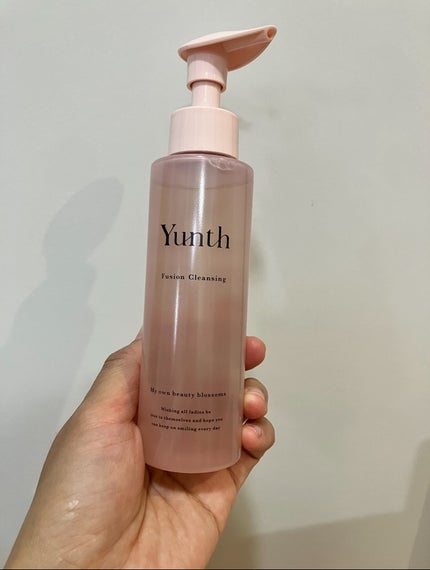 Yunth
Fusion Cleansing
My own beauty blossoms
Wishing all ladies be
true to themselves and hope you
can keep on smiling every day